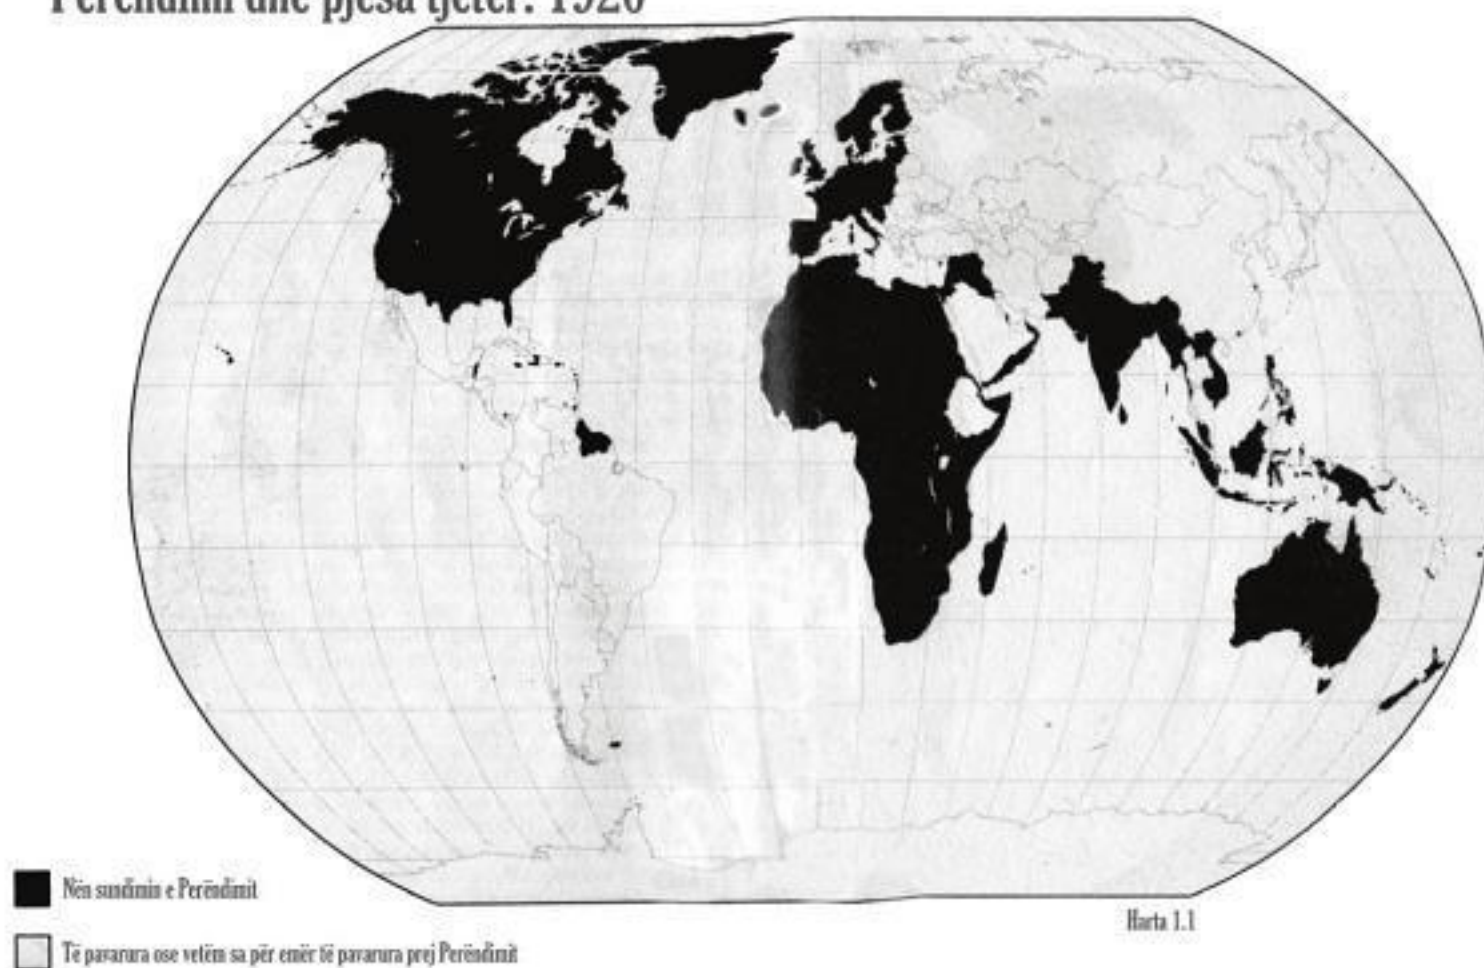 Perëndimi dhe pjesa tjetër: 1920
Nën sundimin e Perëndimit
Harta 1.1
Të pavarura ose vetëm sa për emër të pavarura prej Perëndimit